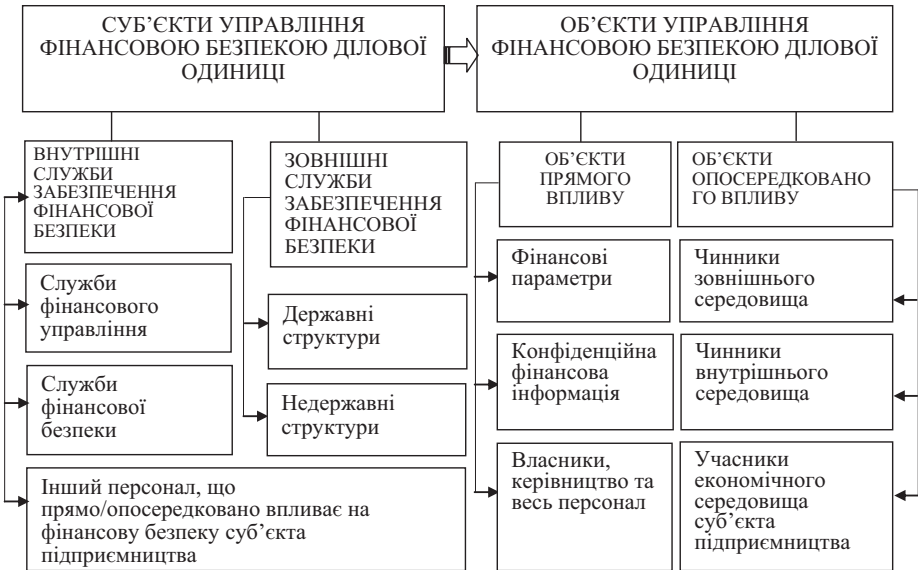 СУБ’ЄКТИ УПРАВЛІННЯ
ФІНАНСОВОЮ БЕЗПЕКОЮ ДІЛОВОЇ
ОДИНИЦІ
ОБ’ЄКТИ УПРАВЛІННЯ
ФІНАНСОВОЮ БЕЗПЕКОЮ ДІЛОВОЇ
ОДИНИЦІ
ВНУТРІШНІ
СЛУЖБИ
ЗАБЕЗПЕЧЕННЯ
ФІНАНСОВОЇ
БЕЗПЕКИ
ЗОВНІШНІ
СЛУЖБИ
ЗАБЕЗПЕЧЕННЯ
ФІНАНСОВОЇ
БЕЗПЕКИ
ОБ’ЄКТИ
ПРЯМОГО
ВПЛИВУ
ОБ’ЄКТИ
ОПОСЕРЕДКОВАНО
ГО ВПЛИВУ
Служби
фінансового
управління
Державні
структури
Фінансові
параметри
Чинники
зовнішнього
середовища
Служби
фінансової
безпеки
Недержавні
структури
Конфіденційна
фінансова
інформація
Чинники
внутрішнього
середовища
Інший персонал, що
прямо/опосередковано впливає на
фінансову безпеку суб’єкта
підприємництва
Власники,
керівництво та
весь персонал
Учасники
економічного
середовища
суб’єкта
підприємництва